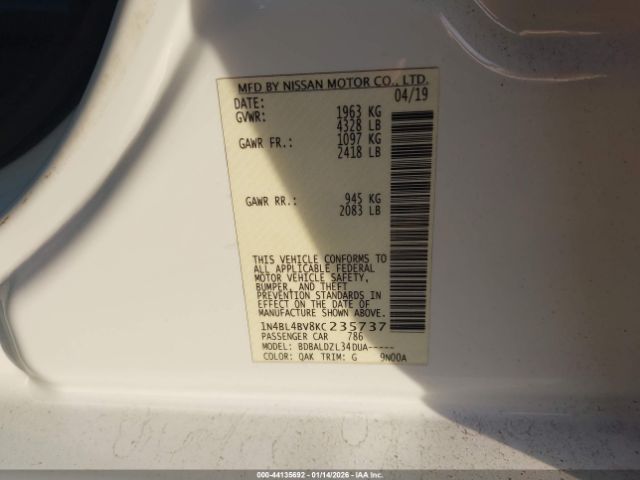 MFD BY NISSAN MOTOR CO., LTD.
DATE: 04/19
GVWR: 1963 KG
4328 LB
GAWR FR.: 1097 KG
2418 LB
GAWR RR.: 945 KG
2083 LB
THIS VEHICLE CONFORMS TO
ALL APPLICABLE FEDERAL
MOTOR VEHICLE SAFETY,
BUMPER, AND THEFT
PREVENTION STANDARDS IN
EFFECT ON THE DATE OF
MANUFACTURE SHOWN ABOVE.
1N4BL4BV8KC235737
PASSENGER CAR 786
MODEL: BDBALDZL34DUA-----
COLOR: QAK TRIM: G 9N00A
000-44135692 - 01/14/2026 - IAAI, Inc.